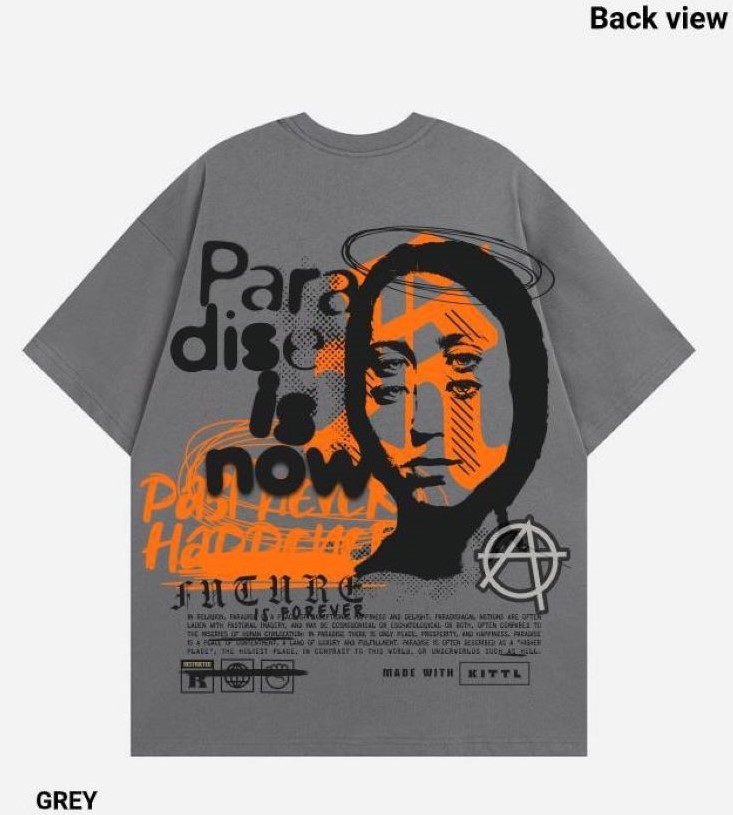 Back view
Para
dise
is
now
Past never
Happened
FUTURE
IS FOREVER
IN RELIGION, PARADISE IS A PLACE OF EXCEPTIONAL HAPPINESS AND DELIGHT. PARADISIACAL NOTIONS ARE OFTEN
LADEN WITH PASTORAL IMAGERY, AND MAY BE COSMOGONICAL OR ESCHATOLOGICAL OR BOTH, OFTEN COMPARED TO
THE MISERIES OF HUMAN CIVILIZATION: IN PARADISE THERE IS ONLY PEACE, PROSPERITY, AND HAPPINESS. PARADISE
IS A PLACE OF CONTENTMENT, A LAND OF LUXURY AND FULFILLMENT. PARADISE IS OFTEN DESCRIBED AS A "HIGHER
PLACE", THE HOLIEST PLACE, IN CONTRAST TO THIS WORLD, OR UNDERWORLDS SUCH AS HELL.
RESTRICTED
R
MADE WITH KITTL
GREY